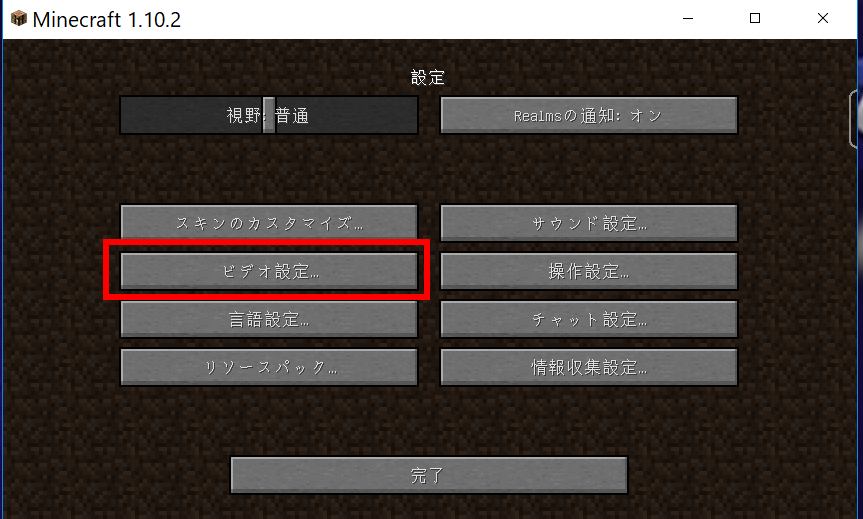 Minecraft 1.10.2
設定
視野: 普通
Realmsの通知: オン
スキンのカスタマイズ...
サウンド設定...
ビデオ設定...
操作設定...
言語設定...
チャット設定...
リソースパック...
情報収集設定...
完了